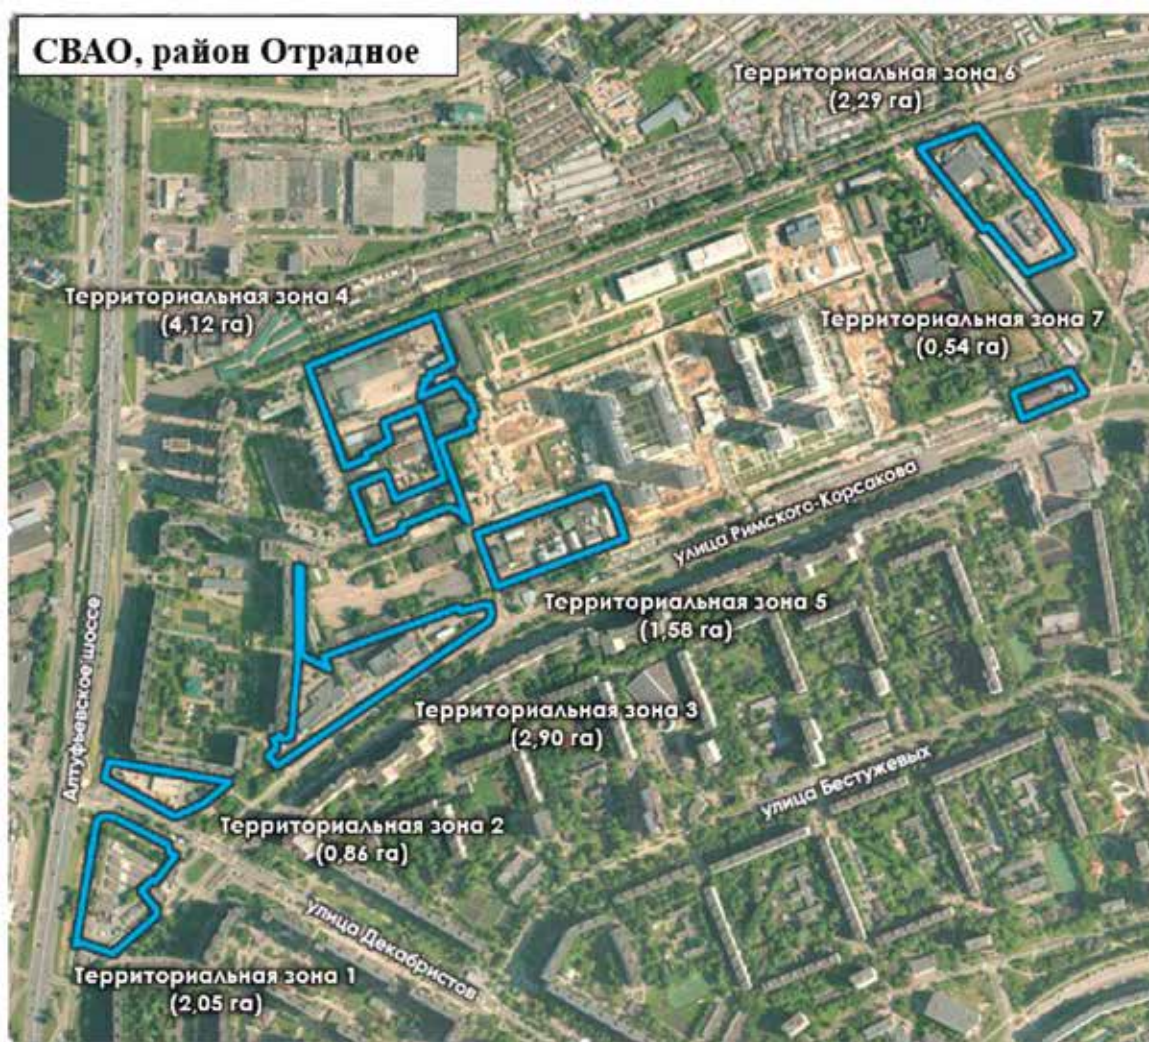 СВАО, район Отрадное
Территориальная зона 6
(2,29 га)
Территориальная зона 4
(4,12 га)
Территориальная зона 7
(0,54 га)
улица Римского-Корсакова
Территориальная зона 5
(1,58 га)
Алтуфьевское шоссе
Территориальная зона 3
(2,90 га)
улица Бестужевых
Территориальная зона 2
(0,86 га)
улица Декабристов
Территориальная зона 1
(2,05 га)